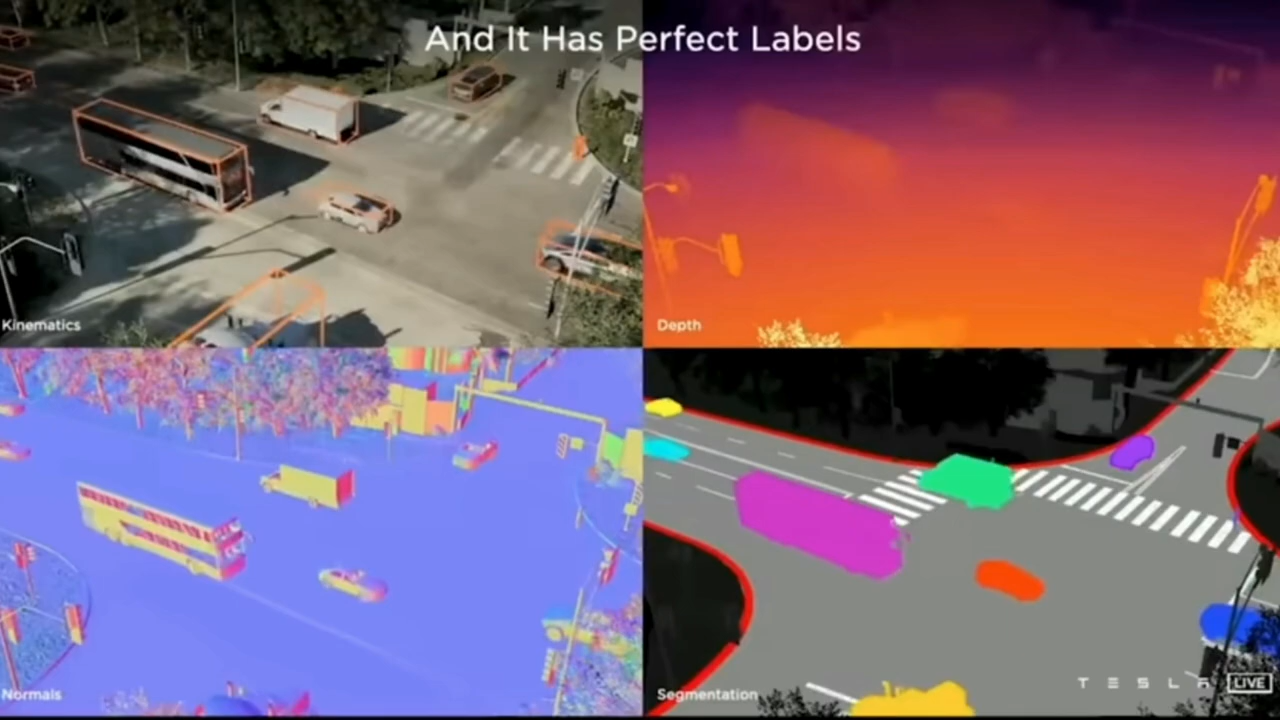 And It Has Perfect Labels
Kinematics
Depth
Normals
Segmentation
TESLA LIVE